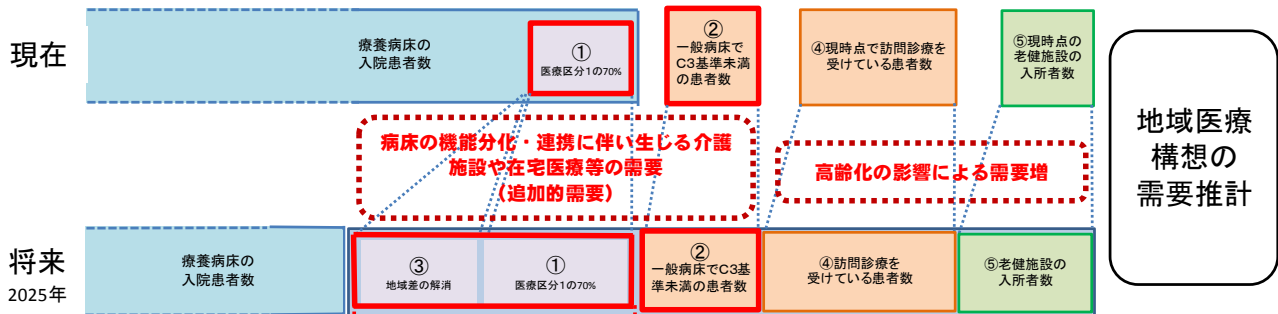 現在
療養病床の
入院患者数
①
医療区分1の70%
②
一般病床で
C3基準未満
の患者数
④現時点で訪問診療を
受けている患者数
⑤現時点の
老健施設の
入所者数
病床の機能分化・連携に伴い生じる介護
施設や在宅医療等の需要
（追加的需要）
高齢化の影響による需要増
地域医療
構想の
需要推計
将来
2025年
療養病床の
入院患者数
③
地域差の解消
①
医療区分1の70%
②
一般病床でC3基
準未満の患者数
④訪問診療を
受けている患者数
⑤老健施設の
入所者数